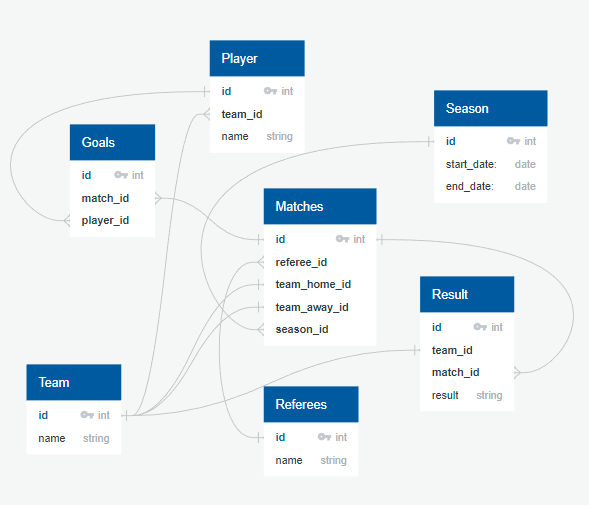 Player
id int
team_id
name string
Season
id int
start_date: date
end_date: date
Goals
id int
match_id
player_id
Matches
id int
referee_id
team_home_id
team_away_id
season_id
Result
id int
team_id
match_id
result string
Team
id int
name string
Referees
id int
name string